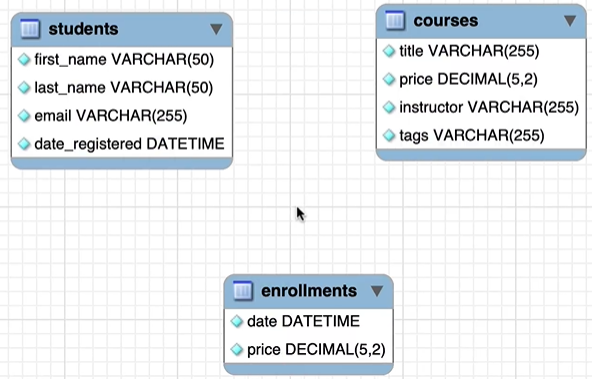 students
first_name VARCHAR(50)
last_name VARCHAR(50)
email VARCHAR(255)
date_registered DATETIME
courses
title VARCHAR(255)
price DECIMAL(5,2)
instructor VARCHAR(255)
tags VARCHAR(255)
enrollments
date DATETIME
price DECIMAL(5,2)